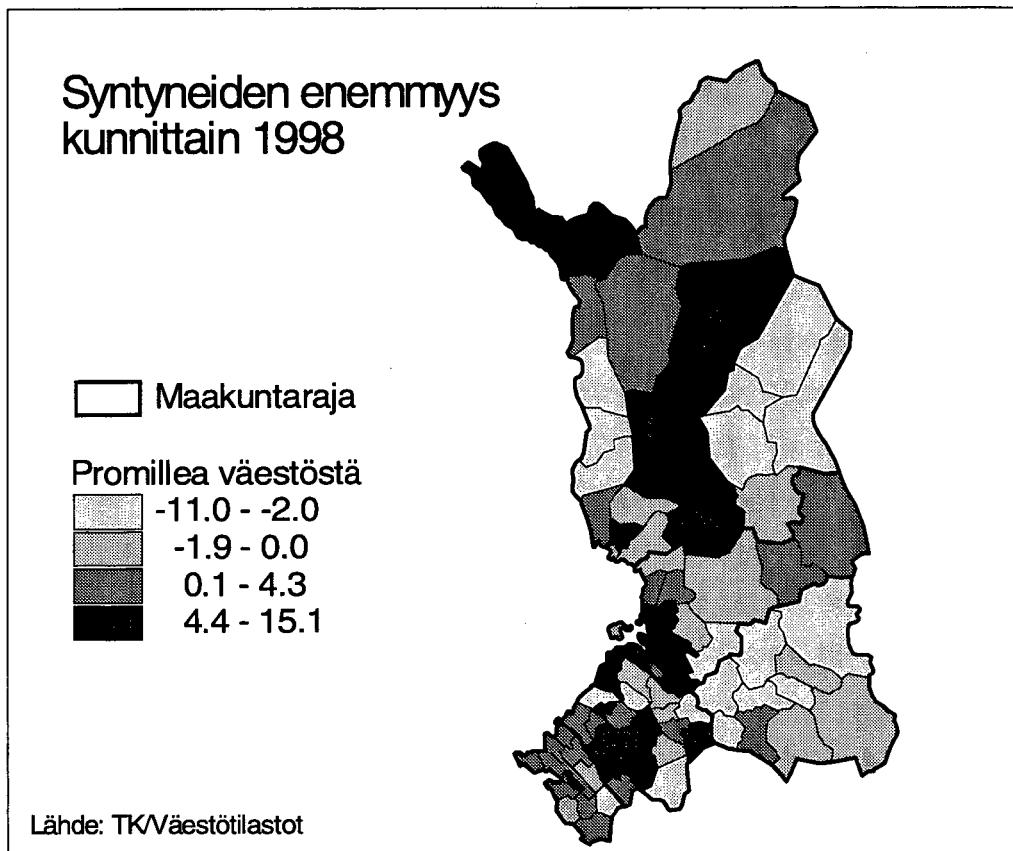 Syntyneiden enemmyys
kunnittain 1998
Maakuntaraja
Promillea väestöstä
-11.0 - -2.0
-1.9 - 0.0
0.1 - 4.3
4.4 - 15.1
Lähde: TK/Väestötilastot